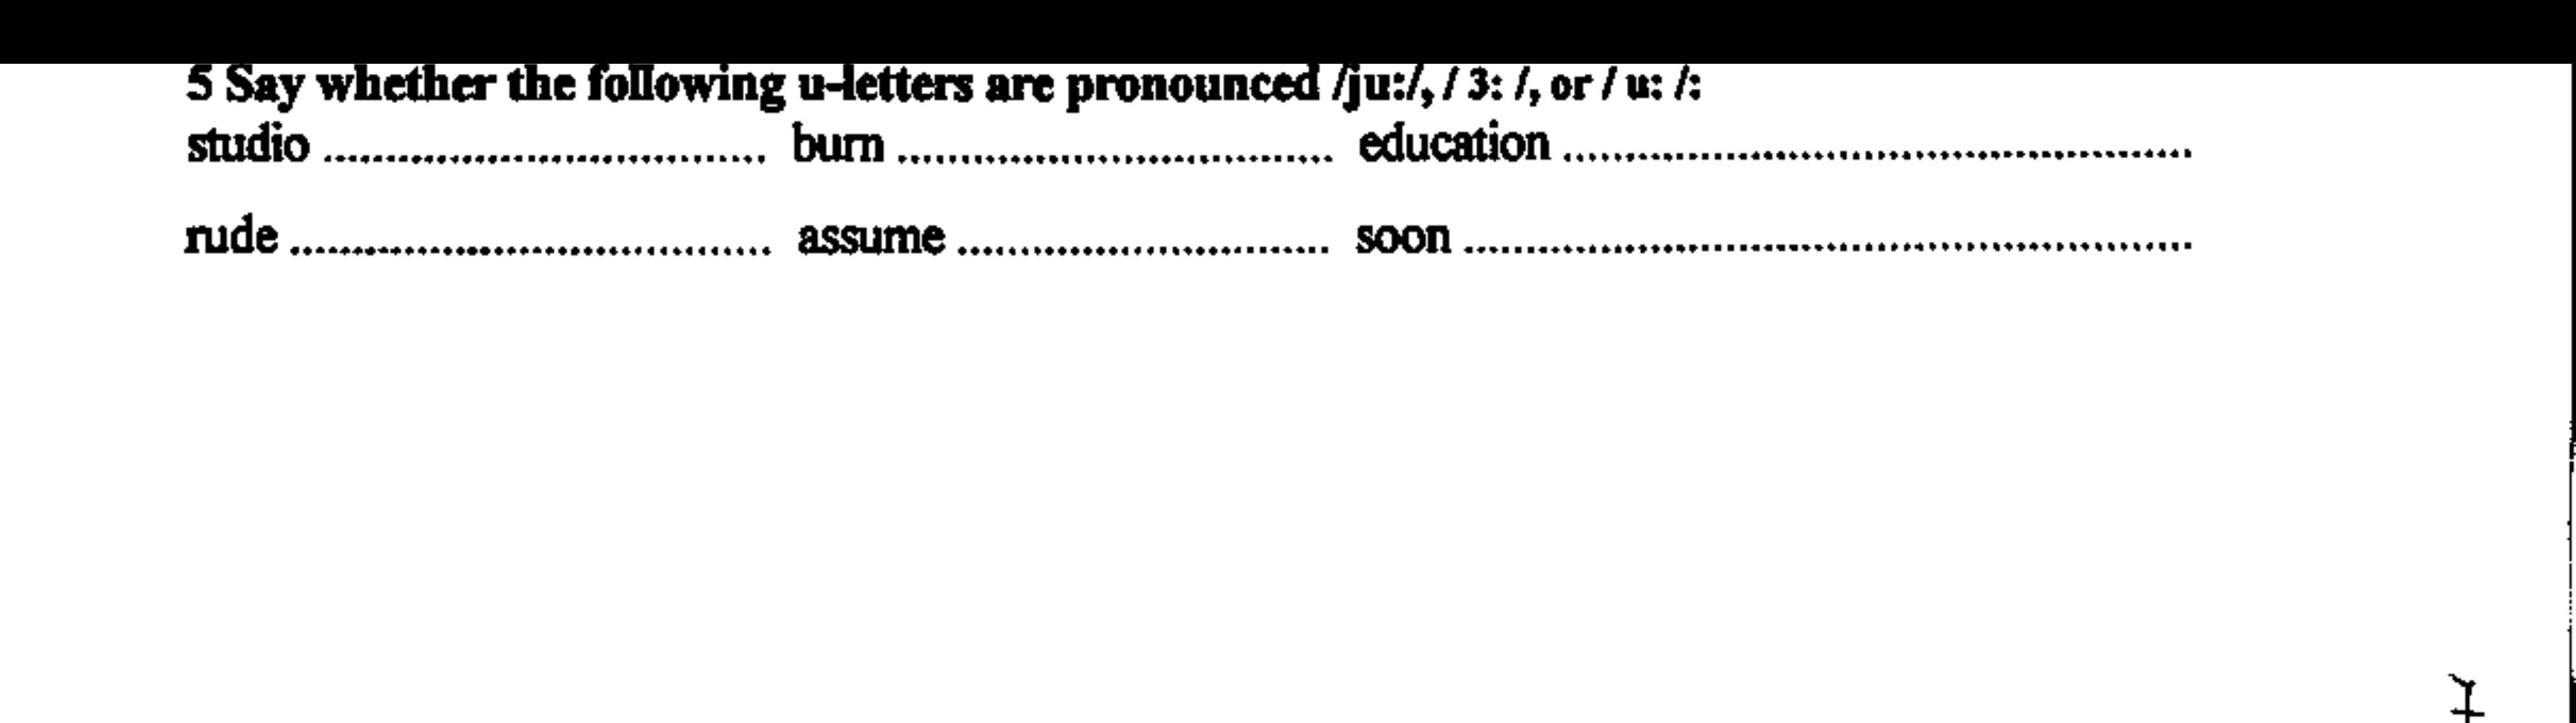 5 Say whether the following u-letters are pronounced /ju:/, / 3: /, or / u: /:
studio .................................... burn .................................... education ....................................................
rude ........................................ assume .............................. soon ............................................................